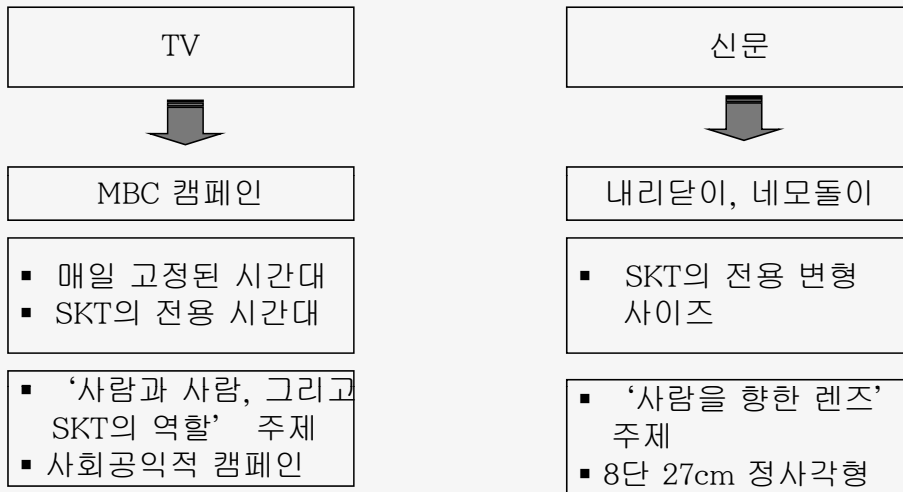 TV
MBC 캠페인
▪ 매일 고정된 시간대
▪ SKT의 전용 시간대
▪ ‘사람과 사람, 그리고
SKT의 역할’ 주제
▪ 사회공익적 캠페인
신문
내리닫이, 네모돌이
▪ SKT의 전용 변형
사이즈
▪ ‘사람을 향한 렌즈’
주제
▪ 8단 27cm 정사각형